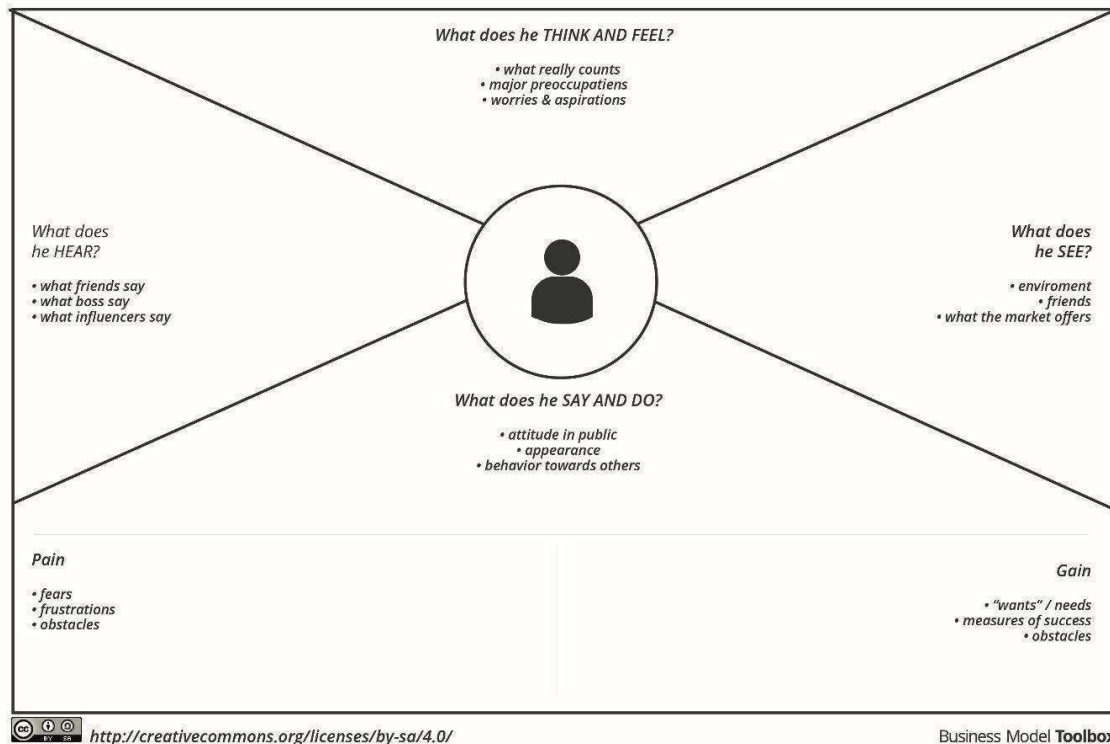 What does he THINK AND FEEL?
• what really counts
• major preoccupatiens
• worries & aspirations
What does
he HEAR?
• what friends say
• what boss say
• what influencers say
What does
he SEE?
• enviroment
• friends
• what the market offers
What does he SAY AND DO?
• attitude in public
• appearance
• behavior towards others
Pain
• fears
• frustrations
• obstacles
Gain
• “wants” / needs
• measures of success
• obstacles
cc BY SA
http://creativecommons.org/licenses/by-sa/4.0/
Business Model Toolbox